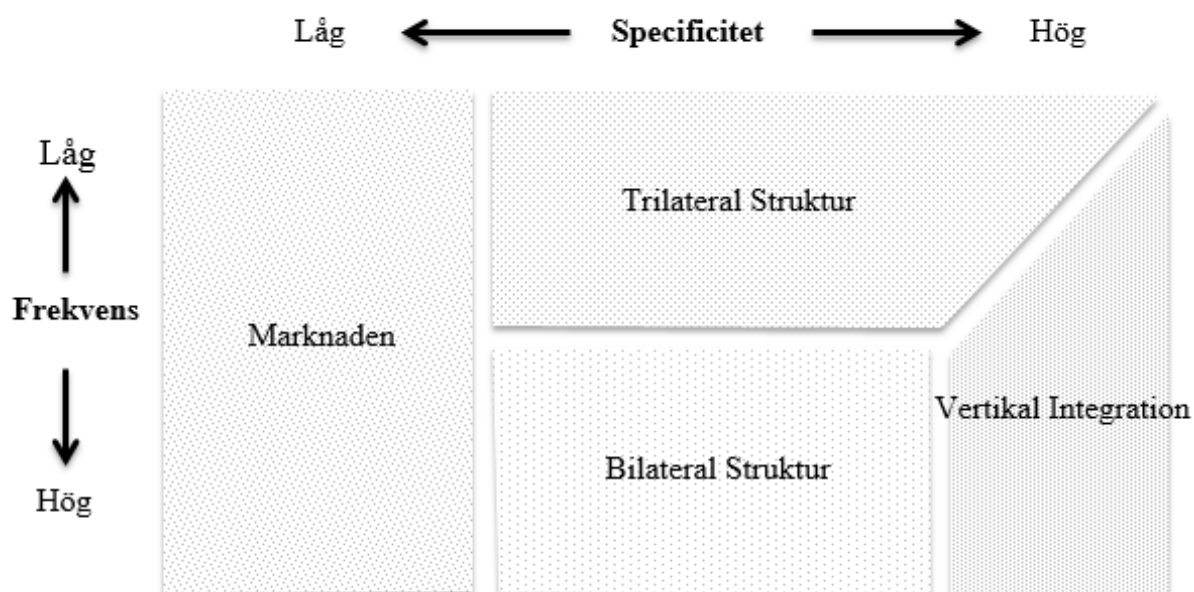 Låg
Specificitet
Hög
Låg
Frekvens
Hög
Marknaden
Trilateral Struktur
Bilateral Struktur
Vertikal Integration